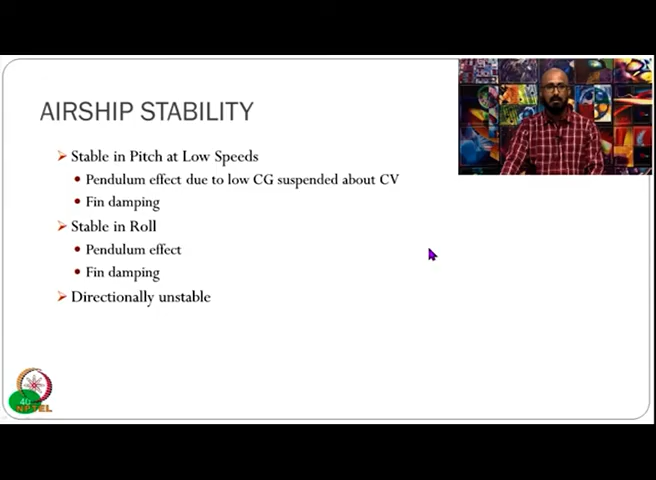 AIRSHIP STABILITY
Stable in Pitch at Low Speeds
Pendulum effect due to low CG suspended about CV
Fin damping
Stable in Roll
Pendulum effect
Fin damping
Directionally unstable
40
NPTEL